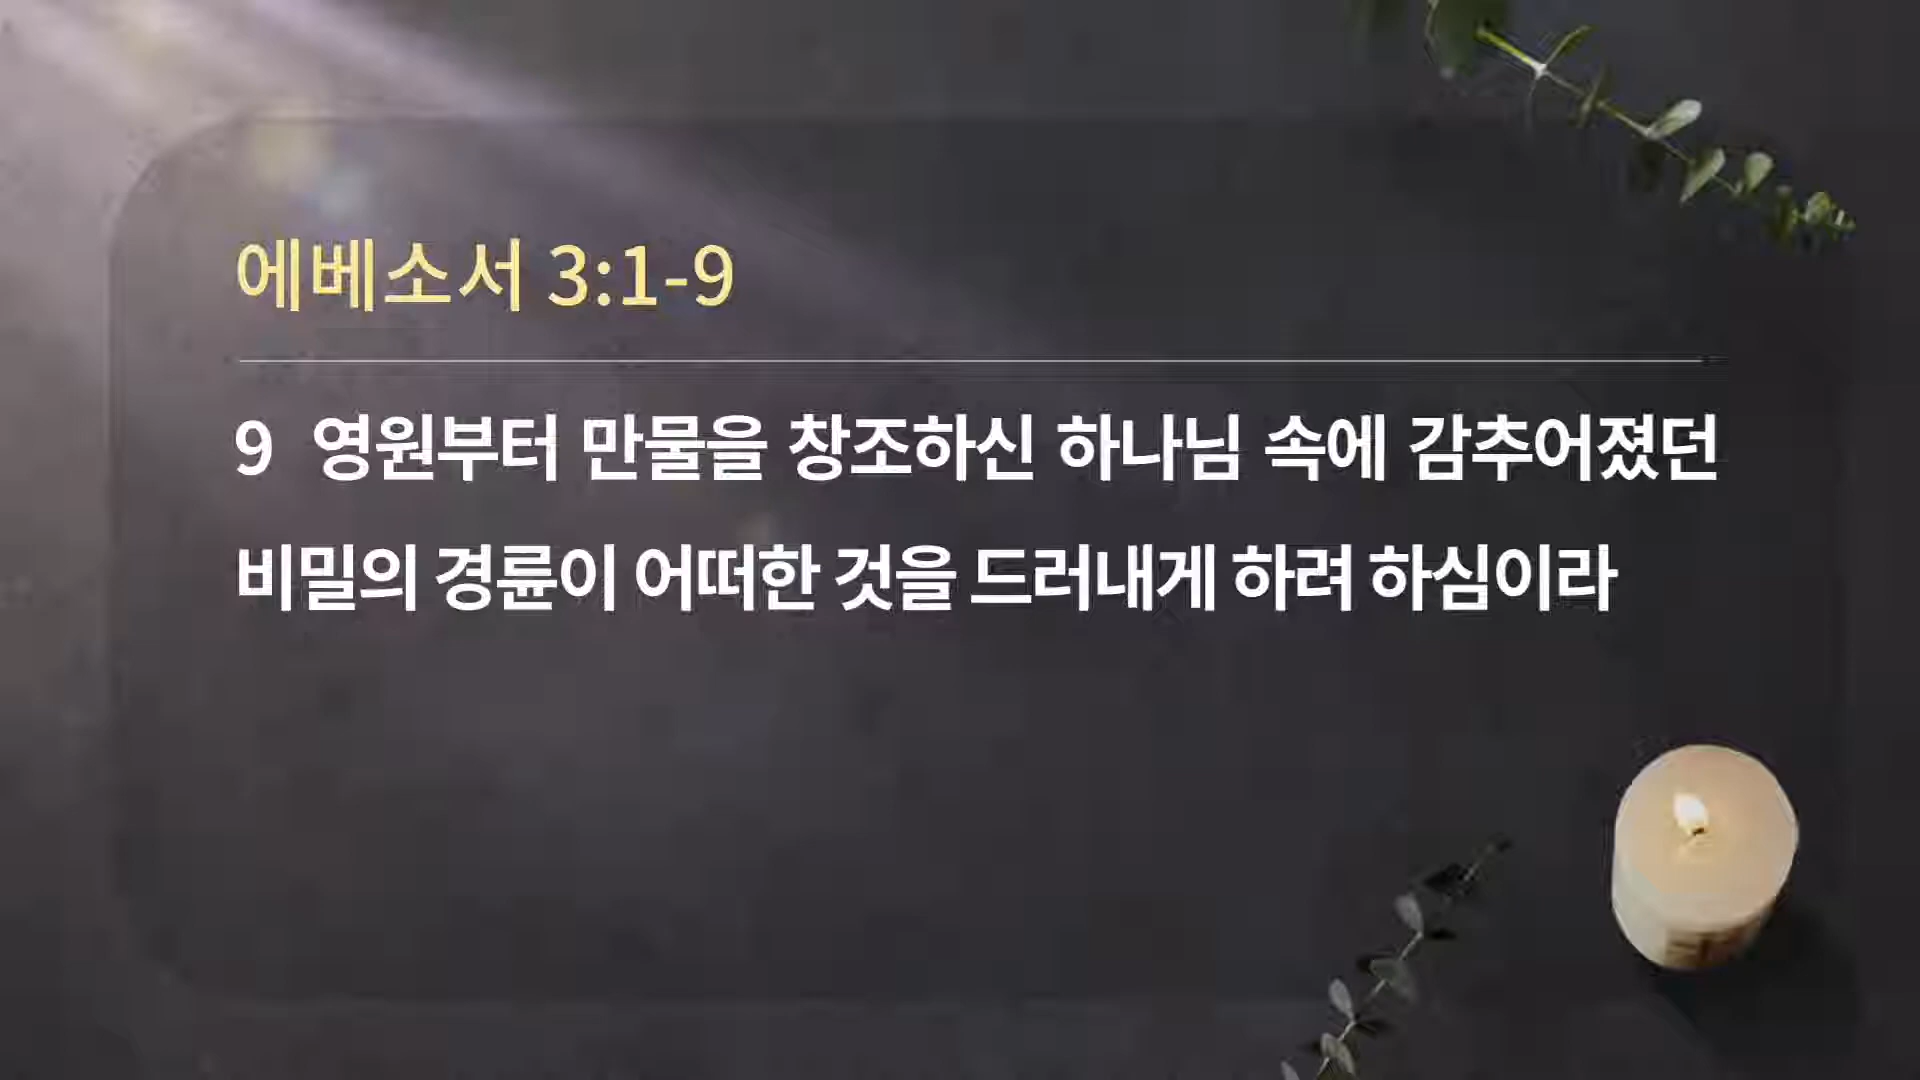 에베소서 3:1-9
9 영원부터 만물을 창조하신 하나님 속에 감추어졌던
비밀의 경륜이 어떠한 것을 드러내게 하려 하심이라